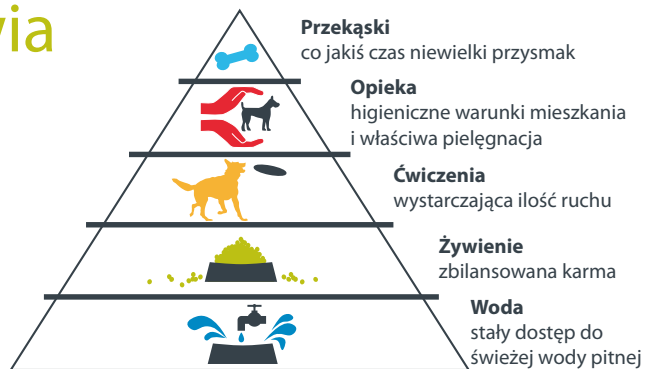 via
Przekąski
co jakiś czas niewielki przysmak
Opieka
higieniczne warunki mieszkania
i właściwa pielęgnacja
Ćwiczenia
wystarczająca ilość ruchu
Żywienie
zbilansowana karma
Woda
stały dostęp do
świeżej wody pitnej